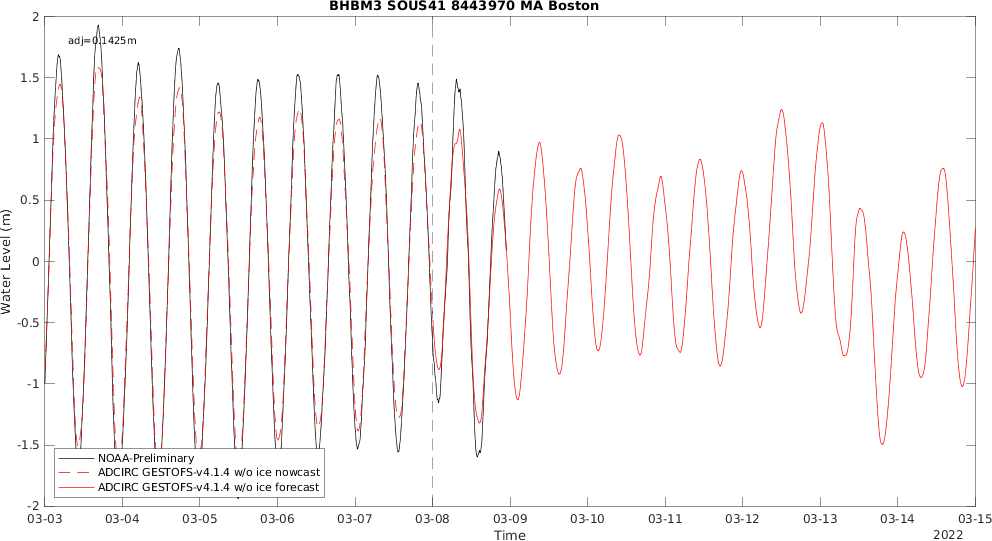 BHBM3 SOUS41 8443970 MA Boston
adj=0.1425m
2
1.5
1
0.5
0
-0.5
-1
-1.5
-2
Water Level (m)
NOAA-Preliminary
ADCIRC GESTOFS-v4.1.4 w/o ice nowcast
ADCIRC GESTOFS-v4.1.4 w/o ice forecast
03-03 03-04 03-05 03-06 03-07 03-08 03-09 03-10 03-11 03-12 03-13 03-14 03-15
Time
2022